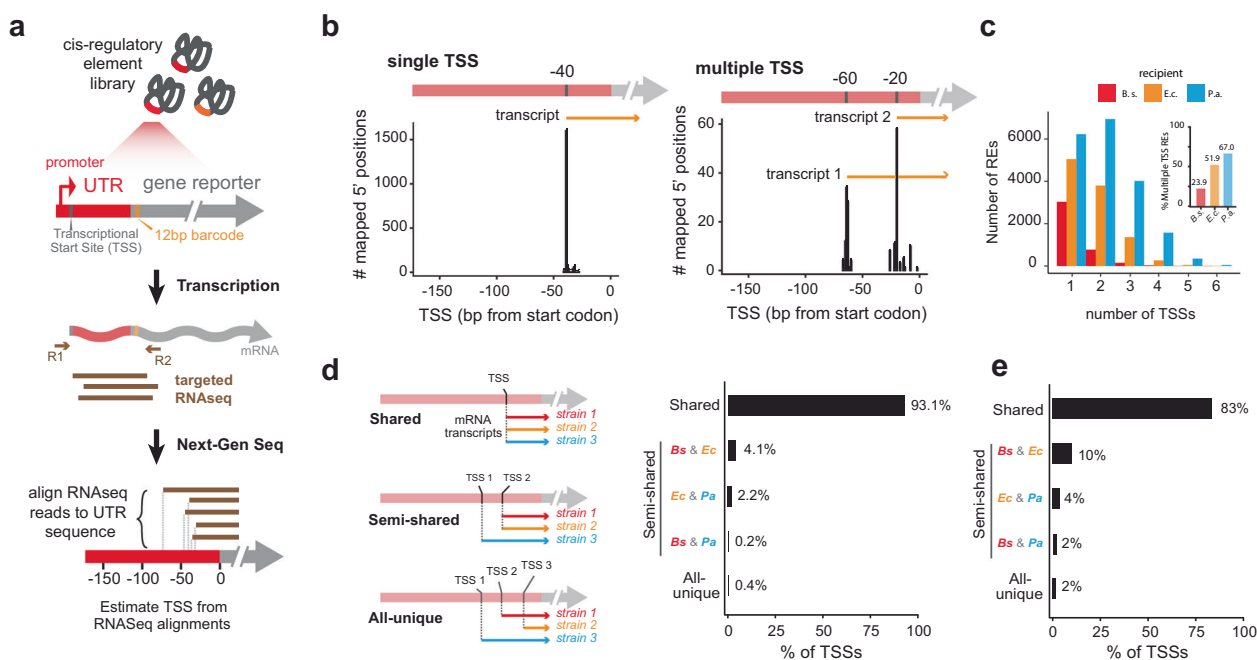 a
cis-regulatory
element
library
promoter
UTR
gene reporter
Transcriptional
Start Site (TSS)
12bp barcode
Transcription
R1
R2
mRNA
targeted
RNAseq
Next-Gen Seq
align RNAseq
reads to UTR
sequence
-150 -100 -50 0
Estimate TSS from
RNASeq alignments
b
single TSS
-40
transcript
# mapped 5' positions
1500
1000
500
0
-150 -100 -50 0
TSS (bp from start codon)
multiple TSS
-60 -20
transcript 2
transcript 1
# mapped 5' positions
60
40
20
0
-150 -100 -50 0
TSS (bp from start codon)
c
recipient
B. s. E.c. P.a.
Number of REs
6000
4000
2000
0
1 2 3 4 5 6
number of TSSs
% Multilple TSS REs
100
50
0
23.9
51.9
67.0
B.s. E.c. P.a.
d
TSS
Shared
mRNA
transcripts
strain 1
strain 2
strain 3
TSS 1 TSS 2
Semi-shared
strain 1
strain 2
strain 3
TSS 1 TSS 2 TSS 3
All-unique
strain 1
strain 2
strain 3
Shared 93.1%
Semi-shared
Bs & Ec 4.1%
Ec & Pa 2.2%
Bs & Pa 0.2%
All-
unique 0.4%
0 25 50 75 100
% of TSSs
e
Shared 83%
Semi-shared
Bs & Ec 10%
Ec & Pa 4%
Bs & Pa 2%
All-
unique 2%
0 25 50 75 100
% of TSSs